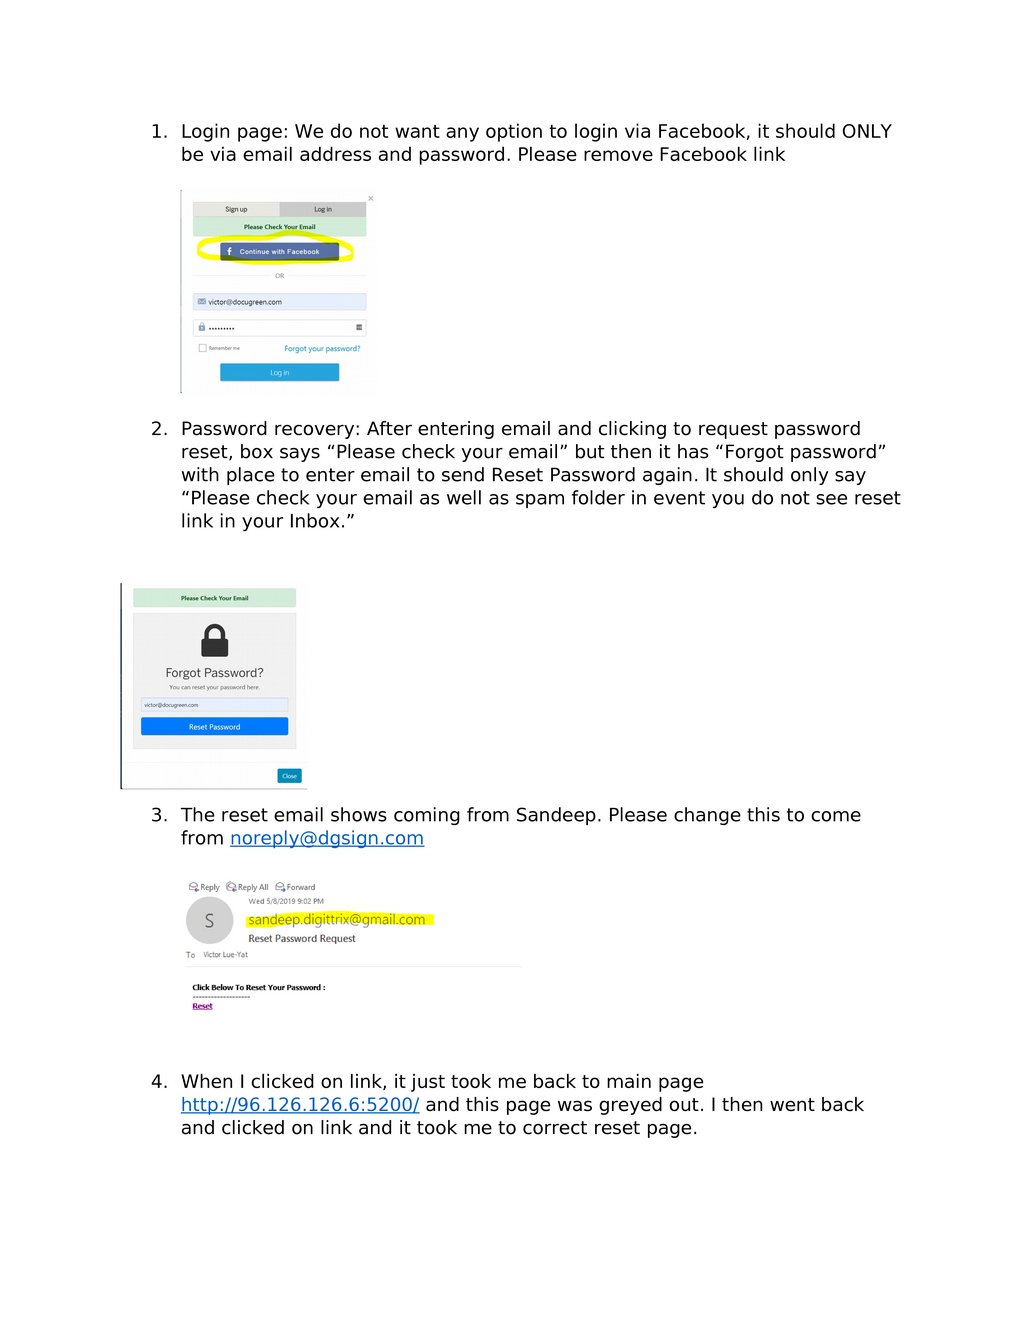 1. Login page: We do not want any option to login via Facebook, it should ONLY
be via email address and password. Please remove Facebook link
×
Sign up Log in
Please Check Your Email
f Continue with Facebook
OR
victor@docugreen.com
•••••••••
Remember me Forgot your password?
Log in
2. Password recovery: After entering email and clicking to request password
reset, box says “Please check your email” but then it has “Forgot password”
with place to enter email to send Reset Password again. It should only say
“Please check your email as well as spam folder in event you do not see reset
link in your Inbox.”
Please Check Your Email
Forgot Password?
You can reset your password here.
victor@docugreen.com
Reset Password
Close
3. The reset email shows coming from Sandeep. Please change this to come
from noreply@dgsign.com
Reply Reply All Forward
Wed 5/8/2019 9:02 PM
S
sandeep.digittrix@gmail.com
Reset Password Request
To Victor Lue-Yat
Click Below To Reset Your Password :
-------------------
Reset
4. When I clicked on link, it just took me back to main page
http://96.126.126.6:5200/ and this page was greyed out. I then went back
and clicked on link and it took me to correct reset page.